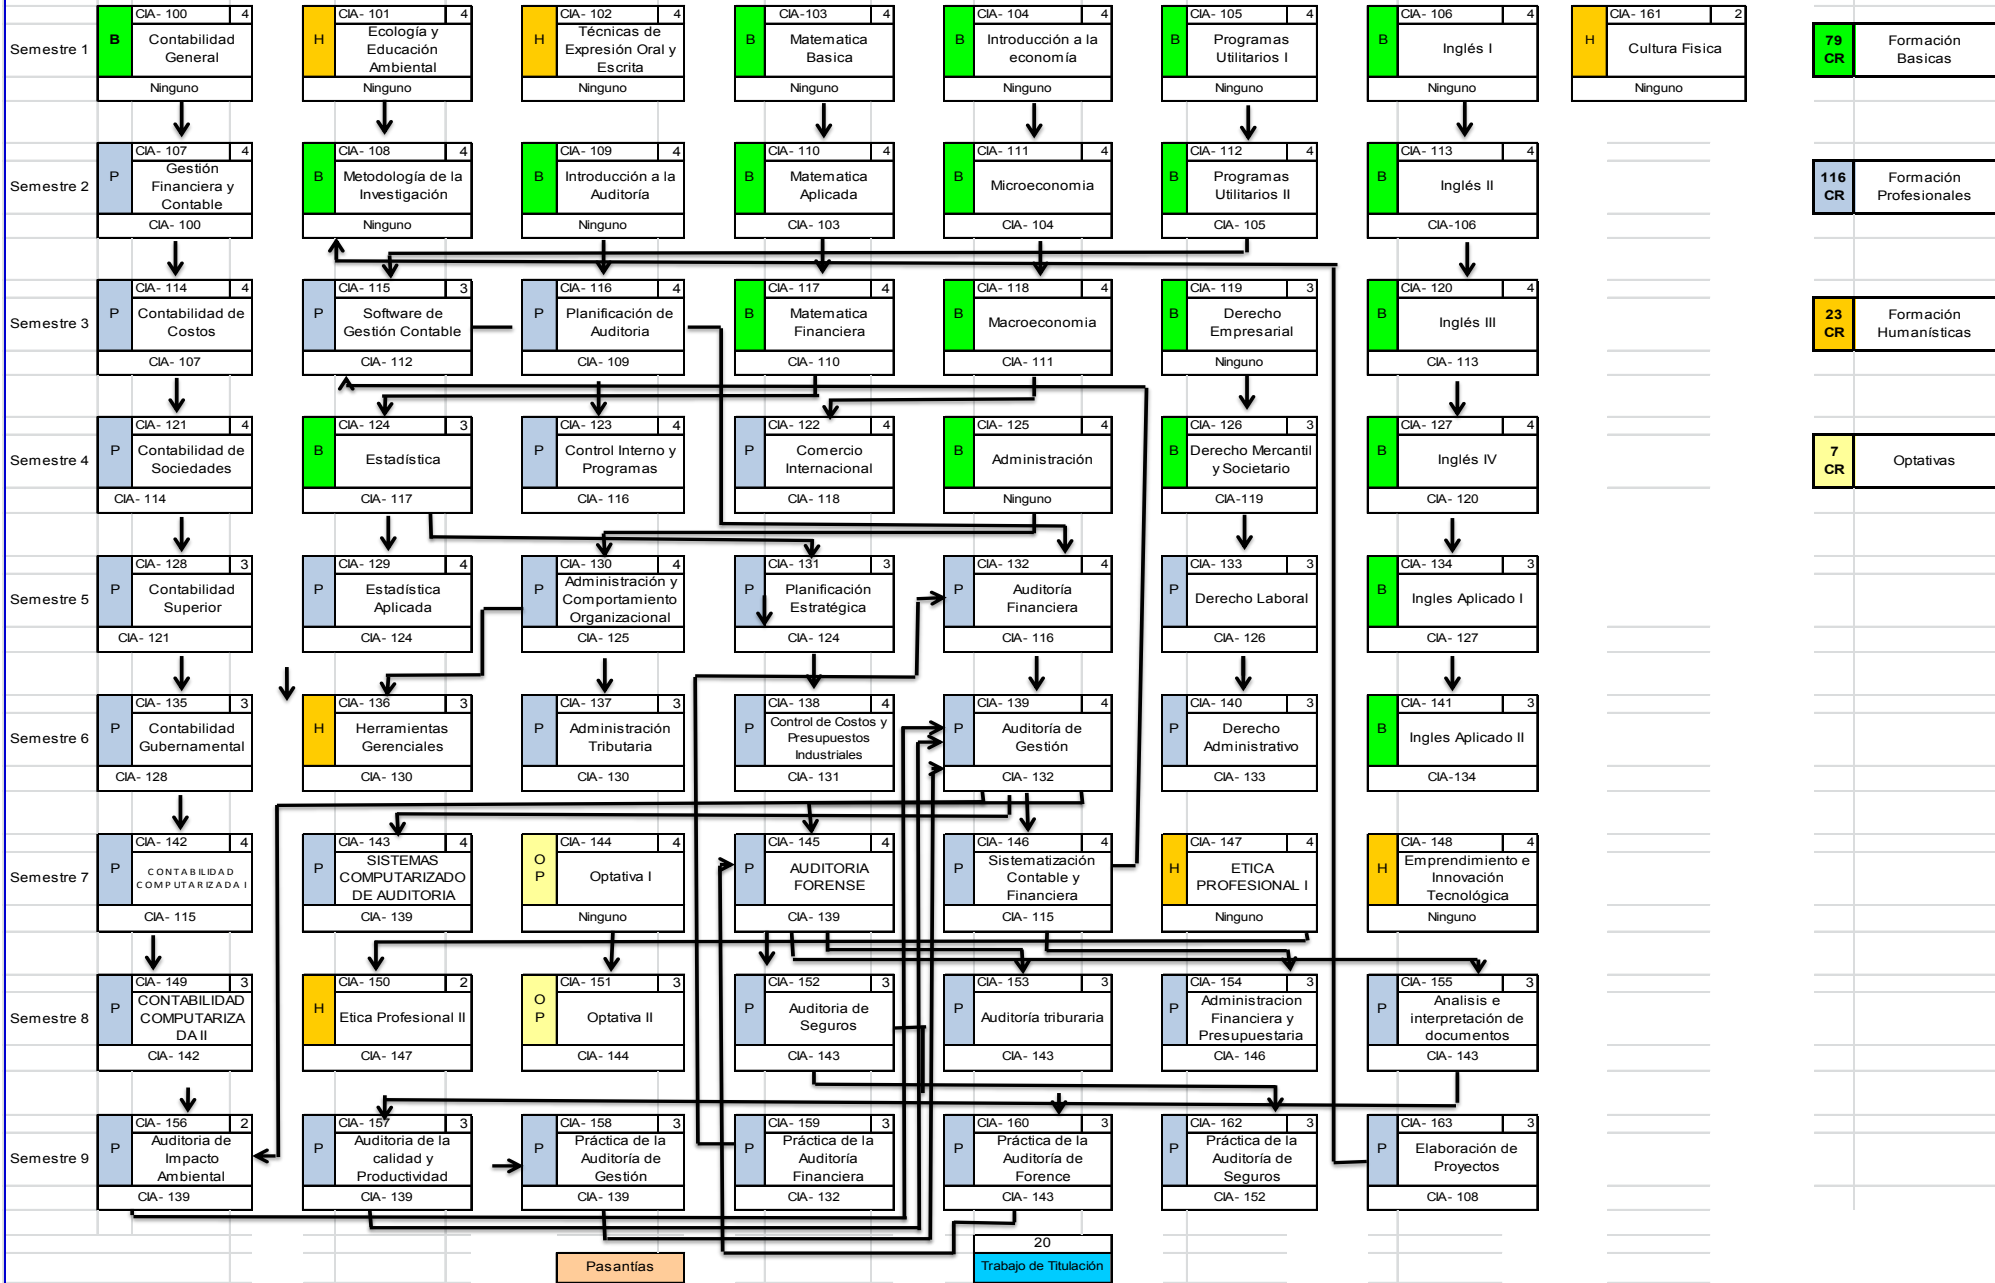 Semestre 1
CIA- 100 4
B
Contabilidad
General
Ninguno
CIA- 101 4
H
Ecología y
Educación
Ambiental
Ninguno
CIA- 102 4
H
Técnicas de
Expresión Oral y
Escrita
Ninguno
CIA-103 4
B
Matematica
Basica
Ninguno
CIA- 104 4
B
Introducción a la
economía
Ninguno
CIA- 105 4
B
Programas
Utilitarios I
Ninguno
CIA- 106 4
B
Inglés I
Ninguno
CIA- 161 2
H
Cultura Fisica
Ninguno
79
CR
Formación
Basicas
Semestre 2
CIA- 107 4
P
Gestión
Financiera y
Contable
CIA- 100
CIA- 108 4
B
Metodología de la
Investigación
Ninguno
CIA- 109 4
B
Introducción a la
Auditoría
Ninguno
CIA- 110 4
B
Matematica
Aplicada
CIA- 103
CIA- 111 4
B
Microeconomia
CIA- 104
CIA- 112 4
B
Programas
Utilitarios II
CIA- 105
CIA- 113 4
B
Inglés II
CIA-106
116
CR
Formación
Profesionales
Semestre 3
CIA- 114 4
P
Contabilidad de
Costos
CIA- 107
CIA- 115 3
P
Software de
Gestión Contable
CIA- 112
CIA- 116 4
P
Planificación de
Auditoria
CIA- 109
CIA- 117 4
B
Matematica
Financiera
CIA- 110
CIA- 118 4
B
Macroeconomia
CIA- 111
CIA- 119 3
B
Derecho
Empresarial
Ninguno
CIA- 120 4
B
Inglés III
CIA- 113
23
CR
Formación
Humanísticas
Semestre 4
CIA- 121 4
P
Contabilidad de
Sociedades
CIA- 114
CIA- 124 3
B
Estadística
CIA- 117
CIA- 123 4
P
Control Interno y
Programas
CIA- 116
CIA- 122 4
P
Comercio
Internacional
CIA- 118
CIA- 125 4
B
Administración
Ninguno
CIA- 126 3
B
Derecho Mercantil
y Societario
CIA-119
CIA- 127 4
B
Inglés IV
CIA- 120
7
CR
Optativas
Semestre 5
CIA- 128 3
P
Contabilidad
Superior
CIA- 121
CIA- 129 4
P
Estadística
Aplicada
CIA- 124
CIA- 130 4
P
Administración y
Comportamiento
Organizacional
CIA- 125
CIA- 131 3
P
Planificación
Estratégica
CIA- 124
CIA- 132 4
P
Auditoría
Financiera
CIA- 116
CIA- 133 3
P
Derecho Laboral
CIA- 126
CIA- 134 3
B
Ingles Aplicado I
CIA- 127
Semestre 6
CIA- 135 3
P
Contabilidad
Gubernamental
CIA- 128
CIA- 136 3
H
Herramientas
Gerenciales
CIA- 130
CIA- 137 3
P
Administración
Tributaria
CIA- 130
CIA- 138 4
P
Control de Costos y
Presupuestos
Industriales
CIA- 131
CIA- 139 4
P
Auditoría de
Gestión
CIA- 132
CIA- 140 3
P
Derecho
Administrativo
CIA- 133
CIA- 141 3
B
Ingles Aplicado II
CIA-134
Semestre 7
CIA- 142 4
P
CONTABILIDAD
COMPUTARIZADA I
CIA- 115
CIA- 143 4
P
SISTEMAS
COMPUTARIZADO
DE AUDITORIA
CIA- 139
CIA- 144 4
O
P
Optativa I
Ninguno
CIA- 145 4
P
AUDITORIA
FORENSE
CIA- 139
CIA- 146 4
P
Sistematización
Contable y
Financiera
CIA- 115
CIA- 147 4
H
ETICA
PROFESIONAL I
Ninguno
CIA- 148 4
H
Emprendimiento e
Innovación
Tecnológica
Ninguno
Semestre 8
CIA- 149 3
P
CONTABILIDAD
COMPUTARIZA
DA II
CIA- 142
CIA- 150 2
H
Etica Profesional II
CIA- 147
CIA- 151 3
O
P
Optativa II
CIA- 144
CIA- 152 3
P
Auditoria de
Seguros
CIA- 143
CIA- 153 3
P
Auditoría triburaria
CIA- 143
CIA- 154 3
P
Administracion
Financiera y
Presupuestaria
CIA- 146
CIA- 155 3
P
Analisis e
interpretación de
documentos
CIA- 143
Semestre 9
CIA- 156 2
P
Auditoria de
Impacto
Ambiental
CIA- 139
CIA- 157 3
P
Auditoria de la
calidad y
Productividad
CIA- 139
CIA- 158 3
P
Práctica de la
Auditoría de
Gestión
CIA- 139
CIA- 159 3
P
Práctica de la
Auditoría
Financiera
CIA- 132
CIA- 160 3
P
Práctica de la
Auditoría de
Forence
CIA- 143
CIA- 162 3
P
Práctica de la
Auditoría de
Seguros
CIA- 152
CIA- 163 3
P
Elaboración de
Proyectos
CIA- 108
Pasantías
20
Trabajo de Titulación